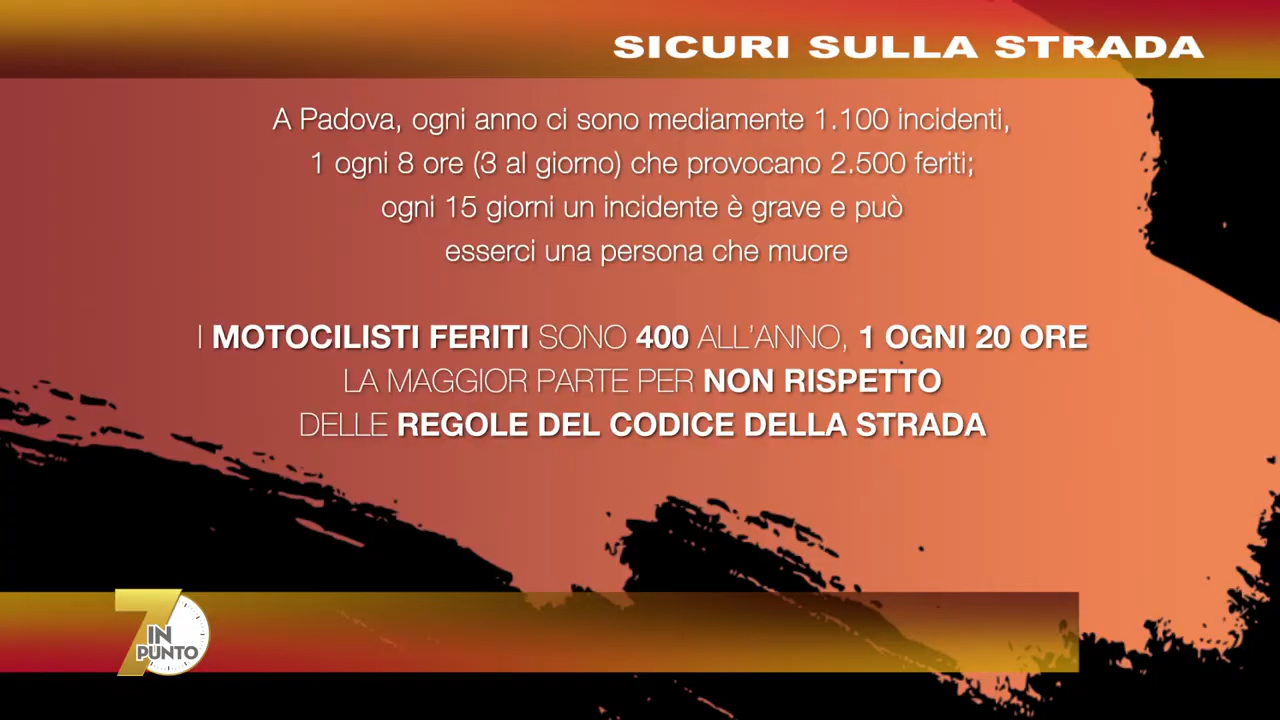 SICURI SULLA STRADA
A Padova, ogni anno ci sono mediamente 1.100 incidenti,
1 ogni 8 ore (3 al giorno) che provocano 2.500 feriti;
ogni 15 giorni un incidente è grave e può
esserci una persona che muore
I MOTOCILISTI FERITI SONO 400 ALL'ANNO, 1 OGNI 20 ORE
LA MAGGIOR PARTE PER NON RISPETTO
DELLE REGOLE DEL CODICE DELLA STRADA
7
IN
PUNTO